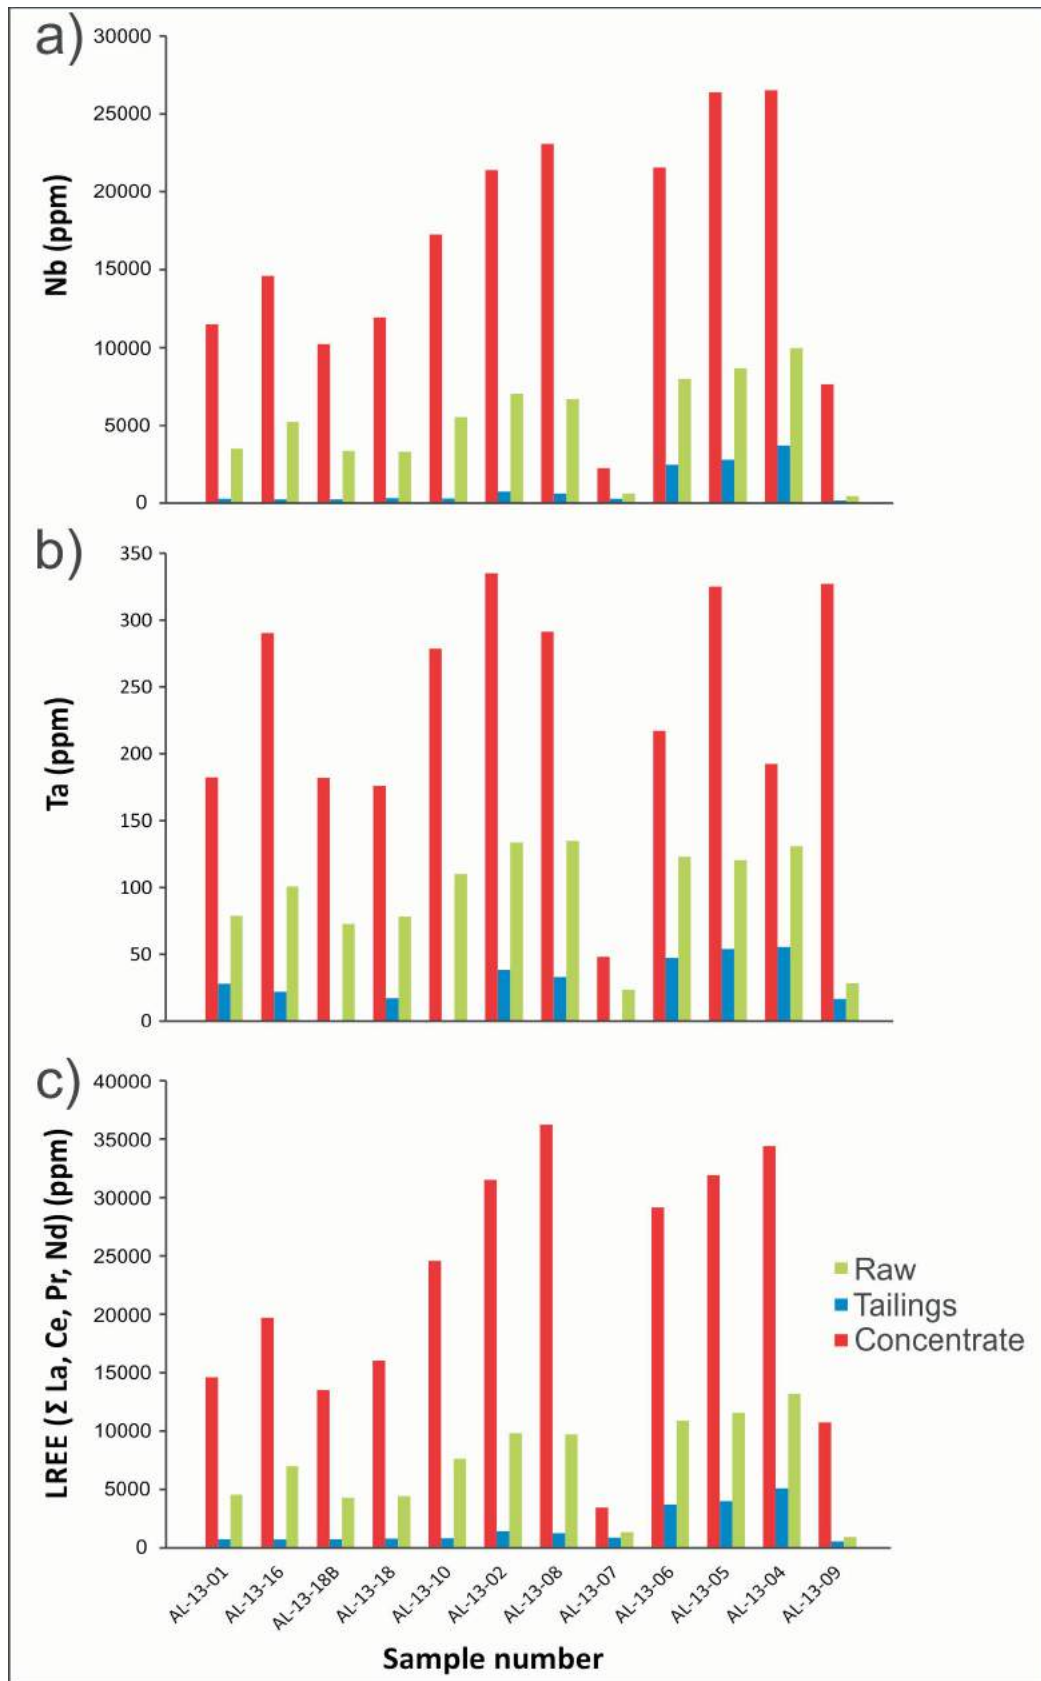 a)
30000
25000
20000
15000
10000
5000
0
Nb (ppm)
b)
350
300
250
200
150
100
50
0
Ta (ppm)
c)
40000
35000
30000
25000
20000
15000
10000
5000
0
LREE (Σ La, Ce, Pr, Nd) (ppm)
Raw
Tailings
Concentrate
AL-13-01
AL-13-16
AL-13-18B
AL-13-18
AL-13-10
AL-13-02
AL-13-08
AL-13-07
AL-13-06
AL-13-05
AL-13-04
AL-13-09
Sample number